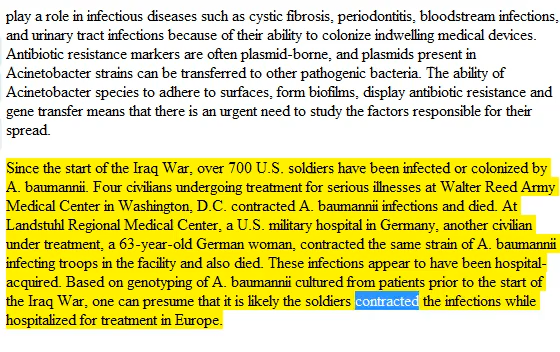 play a role in infectious diseases such as cystic fibrosis, periodontitis, bloodstream infections,
and urinary tract infections because of their ability to colonize indwelling medical devices.
Antibiotic resistance markers are often plasmid-borne, and plasmids present in
Acinetobacter strains can be transferred to other pathogenic bacteria. The ability of
Acinetobacter species to adhere to surfaces, form biofilms, display antibiotic resistance and
gene transfer means that there is an urgent need to study the factors responsible for their
spread.
Since the start of the Iraq War, over 700 U.S. soldiers have been infected or colonized by
A. baumannii. Four civilians undergoing treatment for serious illnesses at Walter Reed Army
Medical Center in Washington, D.C. contracted A. baumannii infections and died. At
Landstuhl Regional Medical Center, a U.S. military hospital in Germany, another civilian
under treatment, a 63-year-old German woman, contracted the same strain of A. baumannii
infecting troops in the facility and also died. These infections appear to have been hospital-
acquired. Based on genotyping of A. baumannii cultured from patients prior to the start of
the Iraq War, one can presume that it is likely the soldiers contracted the infections while
hospitalized for treatment in Europe.